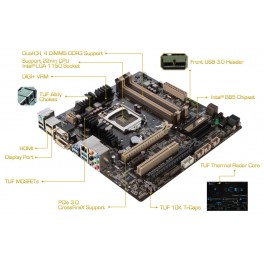 Dual-CH, 4 DIMMS/DDR3 Support
Support 22nm CPU
Intel® LGA 1150 Socket
DIGI+ VRM
Front USB 3.0 Header
TUF Alloy
Chokes
Intel® B85 Chipset
HDMI
Display Port
TUF Thermal Radar Core
TUF MOSFETs
PCIe 3.0
CrossFireX Support
TUF 10K Ti-Caps